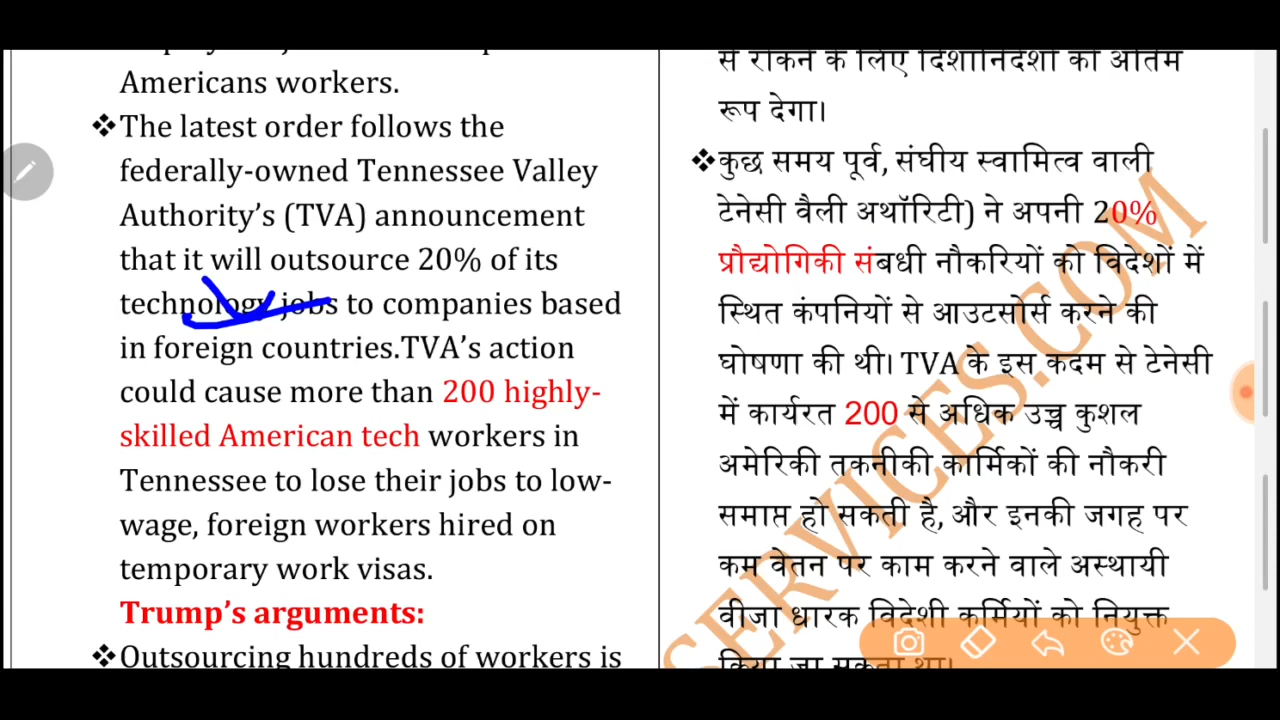 Americans workers.
❖The latest order follows the
federally-owned Tennessee Valley
Authority’s (TVA) announcement
that it will outsource 20% of its
technology jobs to companies based
in foreign countries.TVA’s action
could cause more than 200 highly-
skilled American tech workers in
Tennessee to lose their jobs to low-
wage, foreign workers hired on
temporary work visas.
Trump’s arguments:
❖Outsourcing hundreds of workers is
से रोकने के लिए दिशानिर्देशों को अंतिम
रूप देगा।
❖कुछ समय पूर्व, संघीय स्वामित्व वाली
टेनेसी वैली अथॉरिटी) ने अपनी 20%
प्रौद्योगिकी संबधी नौकरियों को विदेशों में
स्थित कंपनियों से आउटसोर्स करने की
घोषणा की थी। TVA के इस कदम से टेनेसी
में कार्यरत 200 से अधिक उच्च कुशल
अमेरिकी तकनीकी कार्मिकों की नौकरी
समाप्त हो सकती है, और इनकी जगह पर
कम वेतन पर काम करने वाले अस्थायी
वीजा धारक विदेशी कर्मियों को नियुक्त
किया जा सकता था।
SERVICES.COM